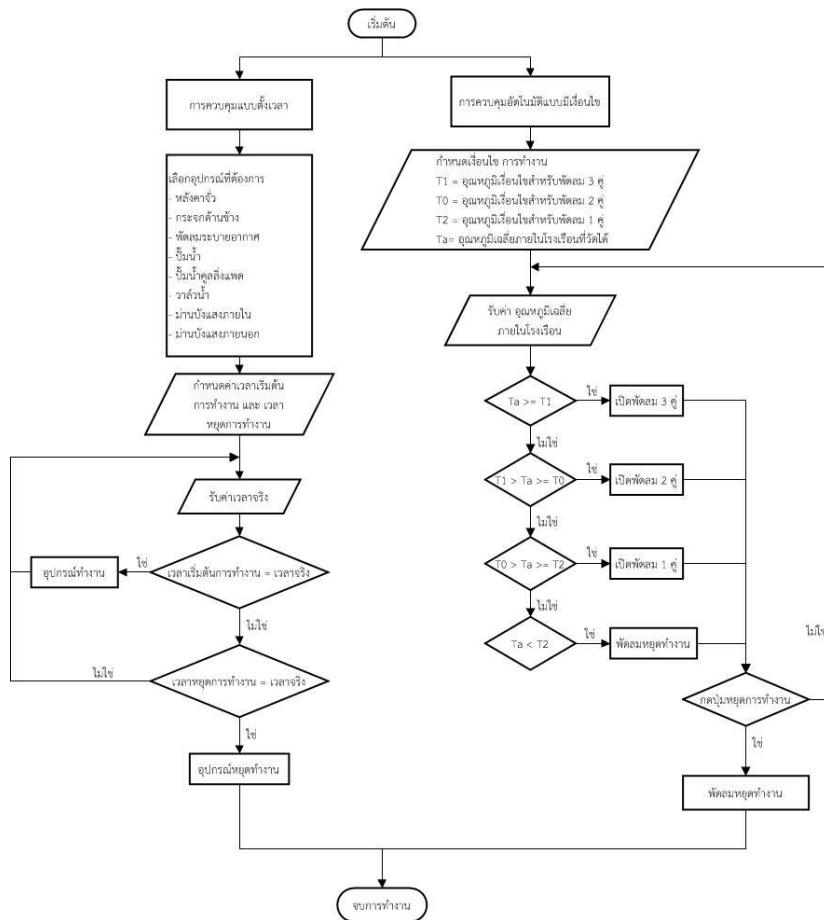 เริ่มต้น
การควบคุมแบบตั้งเวลา
เลือกอุปกรณ์ที่ต้องการ
- หลังคาจั่ว
- กระจกด้านข้าง
- พัดลมระบายอากาศ
- ปั๊มน้ำ
- ปั๊มน้ำคูลลิ่งแพด
- วาล์วน้ำ
- ม่านบังแสงภายใน
- ม่านบังแสงภายนอก
กำหนดค่าเวลาเริ่มต้น
การทำงาน และ เวลา
หยุดการทำงาน
รับค่าเวลาจริง
เวลาเริ่มต้นการทำงาน = เวลาจริง
ใช่
อุปกรณ์ทำงาน
ไม่ใช่
เวลาหยุดการทำงาน = เวลาจริง
ไม่ใช่
ใช่
อุปกรณ์หยุดทำงาน
การควบคุมอัตโนมัติแบบมีเงื่อนไข
กำหนดเงื่อนไข การทำงาน
T1 = อุณหภูมิเงื่อนไขสำหรับพัดลม 3 คู่
T0 = อุณหภูมิเงื่อนไขสำหรับพัดลม 2 คู่
T2 = อุณหภูมิเงื่อนไขสำหรับพัดลม 1 คู่
Ta= อุณหภูมิเฉลี่ยภายในโรงเรือนที่วัดได้
รับค่า อุณหภูมิเฉลี่ย
ภายในโรงเรือน
Ta >= T1
ใช่
เปิดพัดลม 3 คู่
ไม่ใช่
T1 > Ta >= T0
ใช่
เปิดพัดลม 2 คู่
ไม่ใช่
T0 > Ta >= T2
ใช่
เปิดพัดลม 1 คู่
ไม่ใช่
Ta < T2
ใช่
พัดลมหยุดทำงาน
ไม่ใช่
กดปุ่มหยุดการทำงาน
ใช่
พัดลมหยุดทำงาน
จบการทำงาน